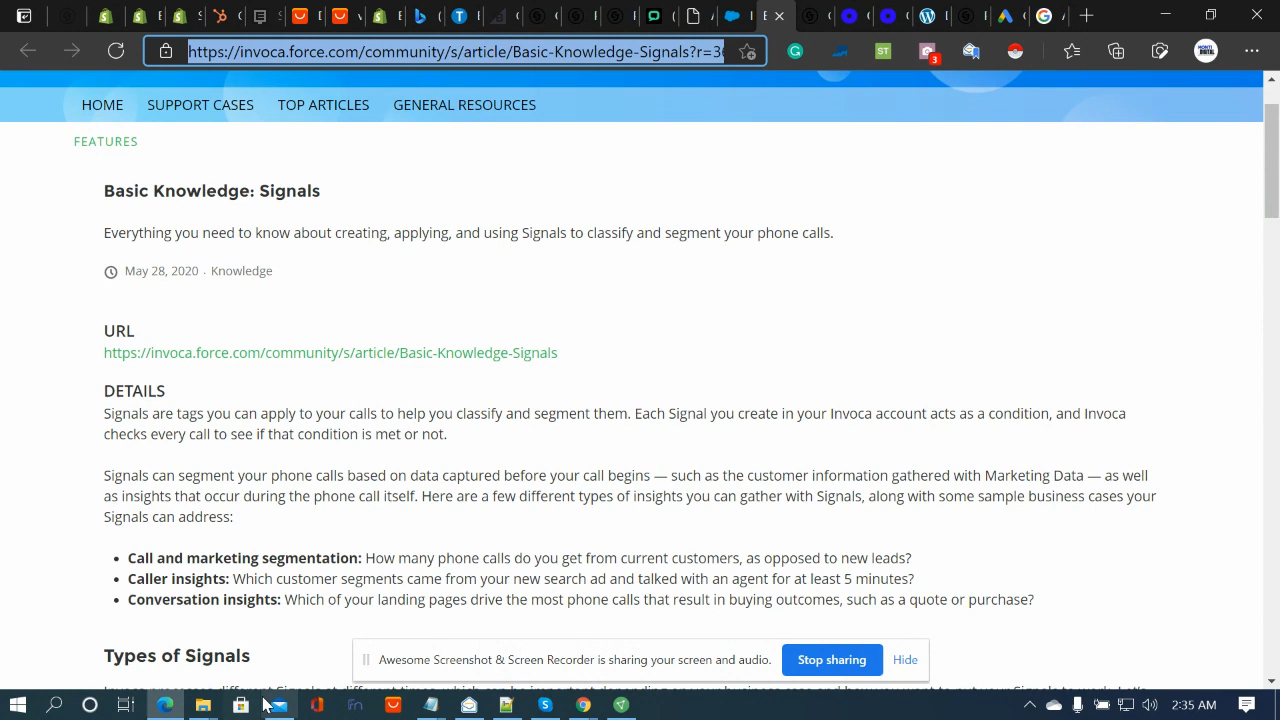 https://invoca.force.com/community/s/article/Basic-Knowledge-Signals?r=36
ST
3
HOME SUPPORT CASES TOP ARTICLES GENERAL RESOURCES
FEATURES
Basic Knowledge: Signals
Everything you need to know about creating, applying, and using Signals to classify and segment your phone calls.
May 28, 2020 . Knowledge
URL
https://invoca.force.com/community/s/article/Basic-Knowledge-Signals
DETAILS
Signals are tags you can apply to your calls to help you classify and segment them. Each Signal you create in your Invoca account acts as a condition, and Invoca
checks every call to see if that condition is met or not.
Signals can segment your phone calls based on data captured before your call begins — such as the customer information gathered with Marketing Data — as well
as insights that occur during the phone call itself. Here are a few different types of insights you can gather with Signals, along with some sample business cases your
Signals can address:
• Call and marketing segmentation: How many phone calls do you get from current customers, as opposed to new leads?
• Caller insights: Which customer segments came from your new search ad and talked with an agent for at least 5 minutes?
• Conversation insights: Which of your landing pages drive the most phone calls that result in buying outcomes, such as a quote or purchase?
Types of Signals
Awesome Screenshot & Screen Recorder is sharing your screen and audio. Stop sharing Hide
2:35 AM